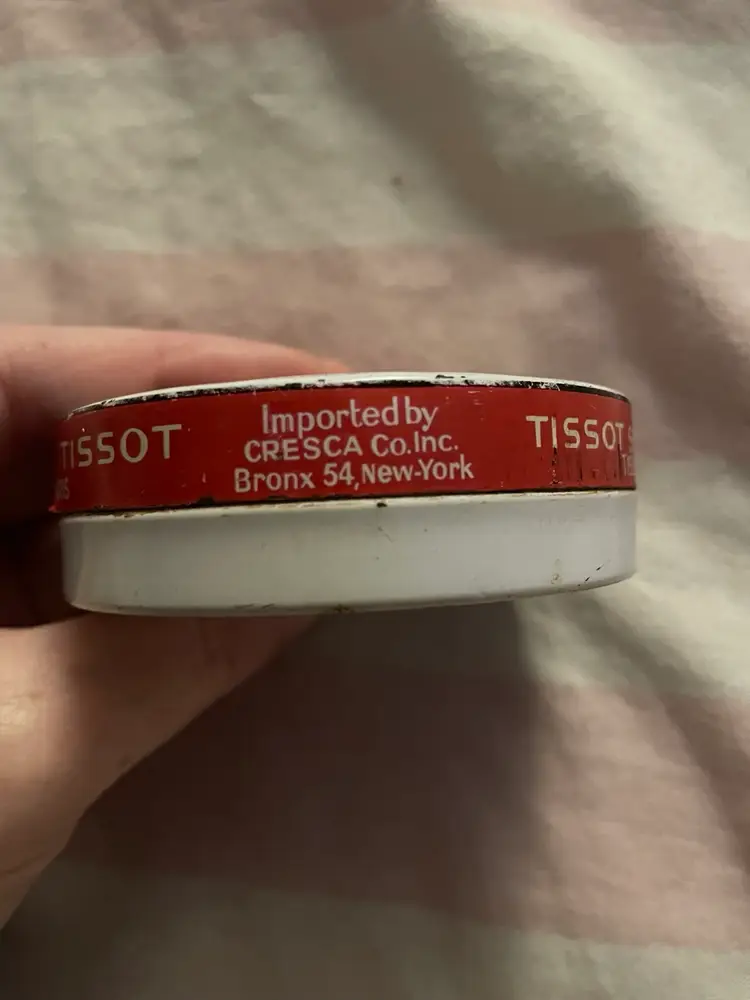 TISSOT
Imported by
CRESCA Co. Inc.
Bronx 54, New-York
TISSOT